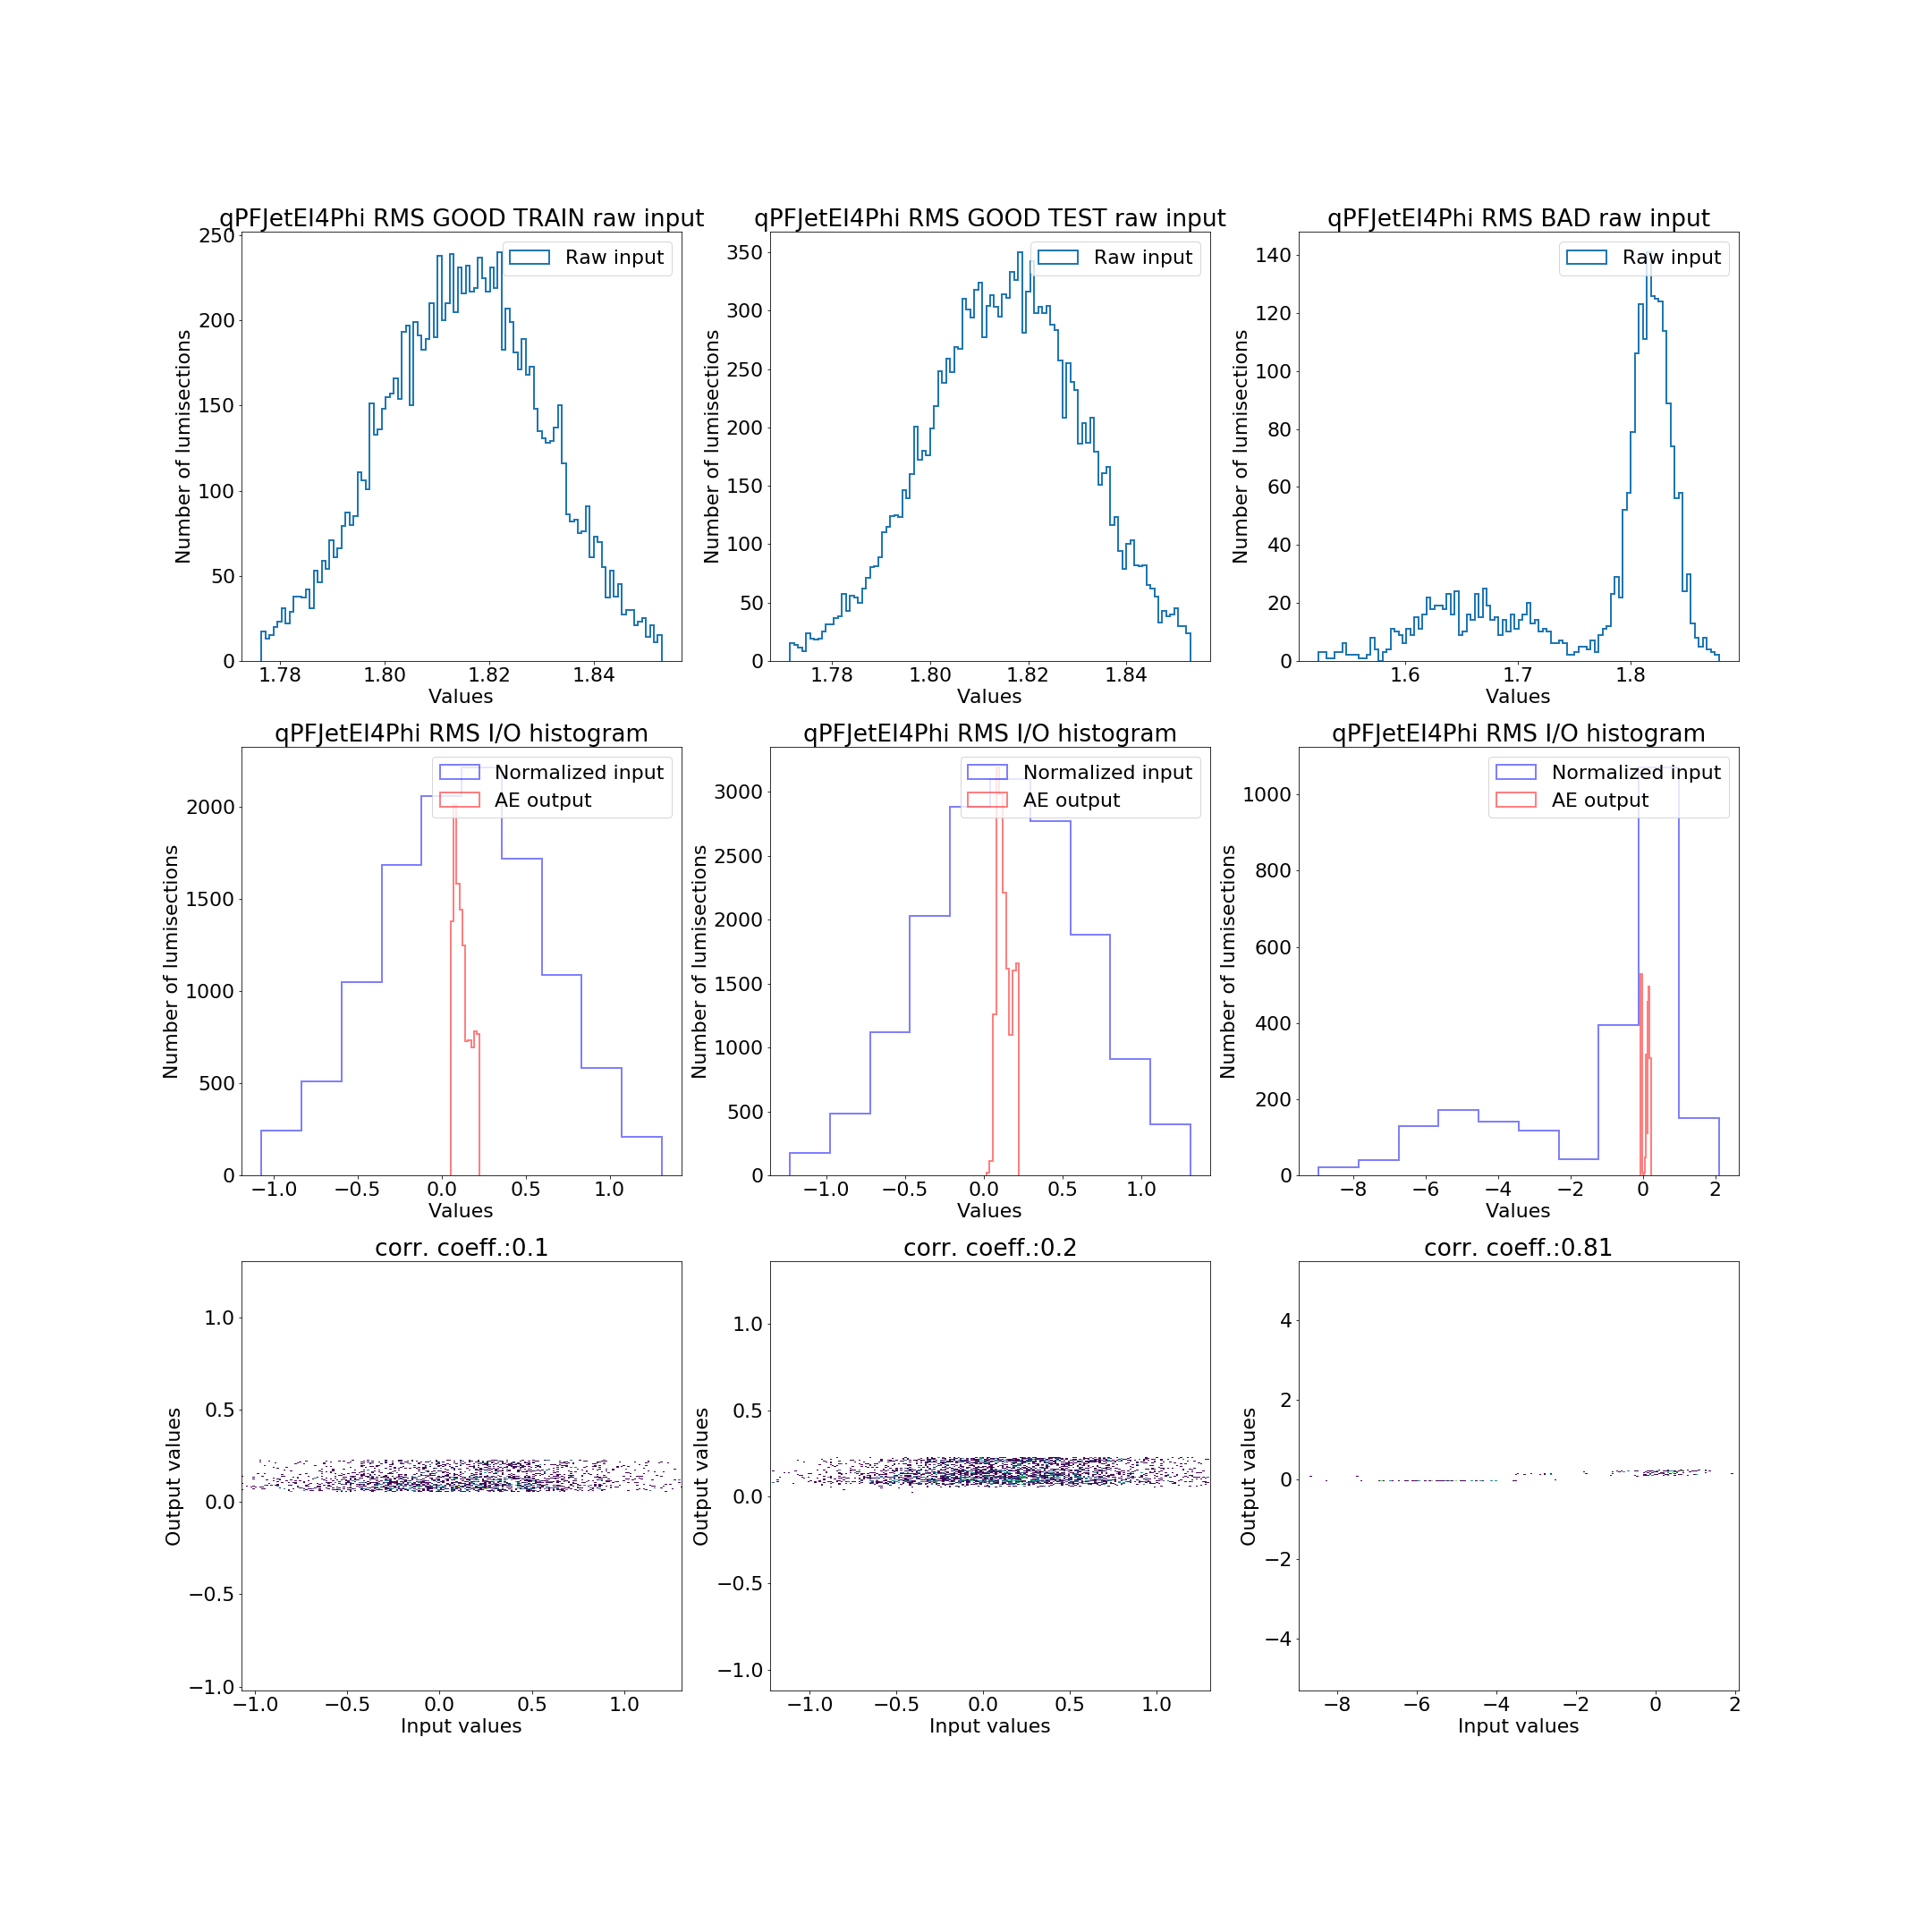 qPFJetEI4Phi RMS GOOD TRAIN raw input
250
200
150
100
50
0
Number of lumisections
Raw input
1.78 1.80 1.82 1.84
Values
qPFJetEI4Phi RMS GOOD TEST raw input
350
300
250
200
150
100
50
0
Number of lumisections
Raw input
1.78 1.80 1.82 1.84
Values
qPFJetEI4Phi RMS BAD raw input
140
120
100
80
60
40
20
0
Number of lumisections
Raw input
1.6 1.7 1.8
Values
qPFJetEI4Phi RMS I/O histogram
2000
1500
1000
500
0
Number of lumisections
Normalized input
AE output
−1.0 −0.5 0.0 0.5 1.0
Values
qPFJetEI4Phi RMS I/O histogram
3000
2500
2000
1500
1000
500
0
Number of lumisections
Normalized input
AE output
−1.0 −0.5 0.0 0.5 1.0
Values
qPFJetEI4Phi RMS I/O histogram
1000
800
600
400
200
0
Number of lumisections
Normalized input
AE output
−8 −6 −4 −2 0 2
Values
corr. coeff.:0.1
1.0
0.5
0.0
−0.5
−1.0
Output values
−1.0 −0.5 0.0 0.5 1.0
Input values
corr. coeff.:0.2
1.0
0.5
0.0
−0.5
−1.0
Output values
−1.0 −0.5 0.0 0.5 1.0
Input values
corr. coeff.:0.81
4
2
0
−2
−4
Output values
−8 −6 −4 −2 0 2
Input values